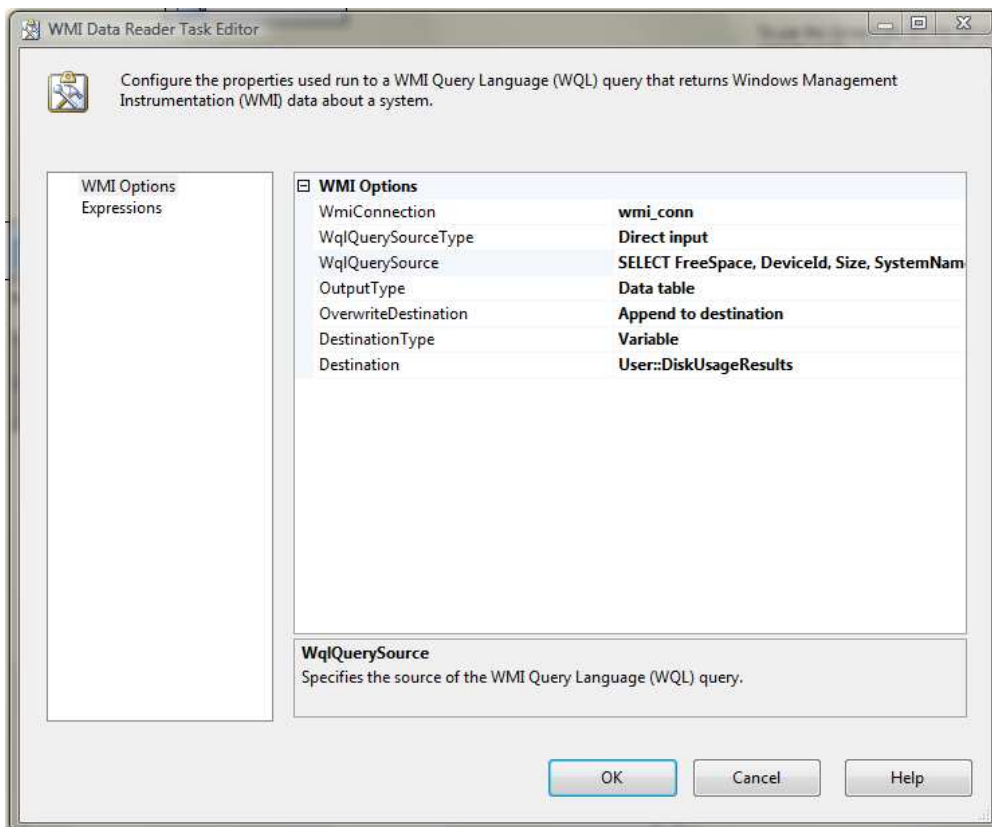 WMI Data Reader Task Editor
Configure the properties used run to a WMI Query Language (WQL) query that returns Windows Management
Instrumentation (WMI) data about a system.
WMI Options
Expressions
WMI Options
WmiConnection wmi_conn
WqlQuerySourceType Direct input
WqlQuerySource SELECT FreeSpace, DeviceId, Size, SystemNam
OutputType Data table
OverwriteDestination Append to destination
DestinationType Variable
Destination User::DiskUsageResults
WqlQuerySource
Specifies the source of the WMI Query Language (WQL) query.
OK Cancel Help